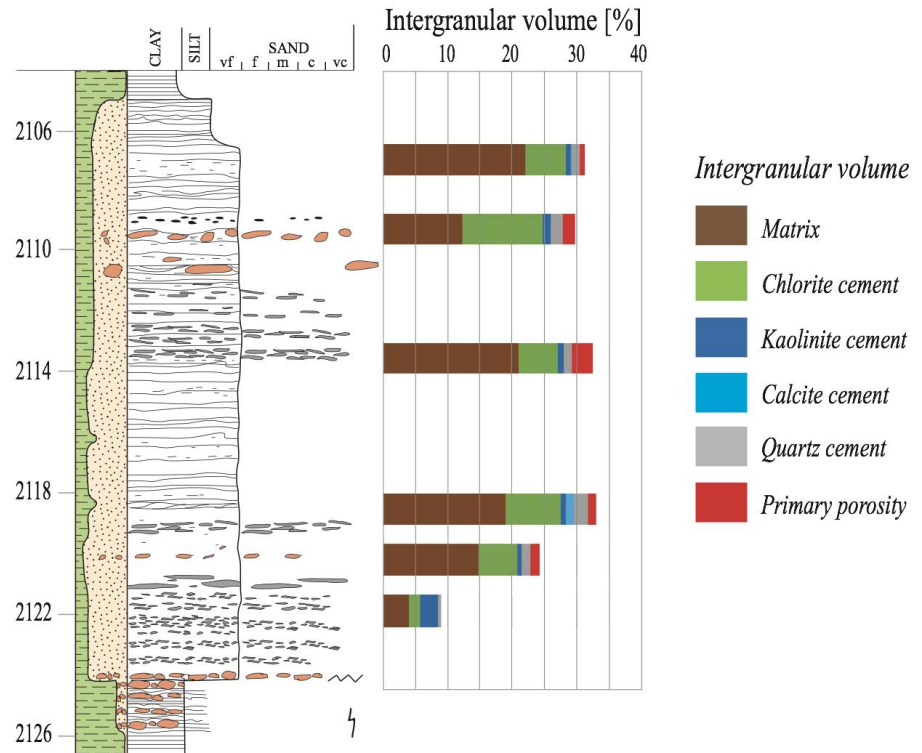 Intergranular volume [%]
0 10 20 30 40
CLAY
SILT
SAND
vf f m c vc
2106
2110
2114
2118
2122
2126
Intergranular volume
Matrix
Chlorite cement
Kaolinite cement
Calcite cement
Quartz cement
Primary porosity